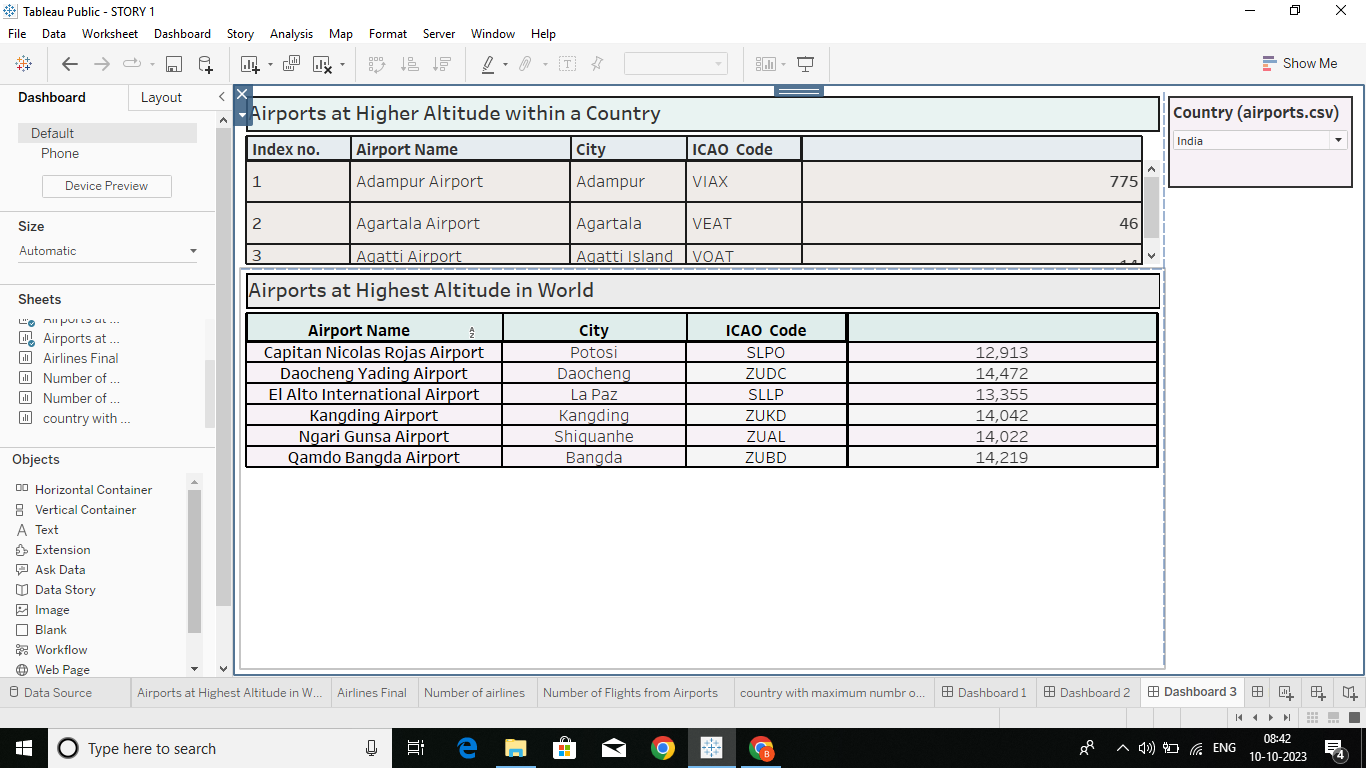 Tableau Public - STORY 1
File Data Worksheet Dashboard Story Analysis Map Format Server Window Help
Show Me
Dashboard Layout
Default
Phone
Device Preview
Size
Automatic
Sheets
Airports at ...
Airports at ...
Airlines Final
Number of ...
Number of ...
country with ...
Objects
Horizontal Container
Vertical Container
Text
Extension
Ask Data
Data Story
Image
Blank
Workflow
Web Page
Airports at Higher Altitude within a Country
Index no. Airport Name City ICAO Code
1 Adampur Airport Adampur VIAX 775
2 Agartala Airport Agartala VEAT 46
3 Agatti Airport Agatti Island VOAT
Airports at Highest Altitude in World
Airport Name City ICAO Code
Capitan Nicolas Rojas Airport Potosi SLPO 12,913
Daocheng Yading Airport Daocheng ZUDC 14,472
El Alto International Airport La Paz SLLP 13,355
Kangding Airport Kangding ZUKD 14,042
Ngari Gunsa Airport Shiquanhe ZUAL 14,022
Qamdo Bangda Airport Bangda ZUBD 14,219
Country (airports.csv)
India
Data Source Airports at Highest Altitude in W... Airlines Final Number of airlines Number of Flights from Airports country with maximum numbr o... Dashboard 1 Dashboard 2 Dashboard 3
Type here to search
B
ENG
08:42
10-10-2023
4